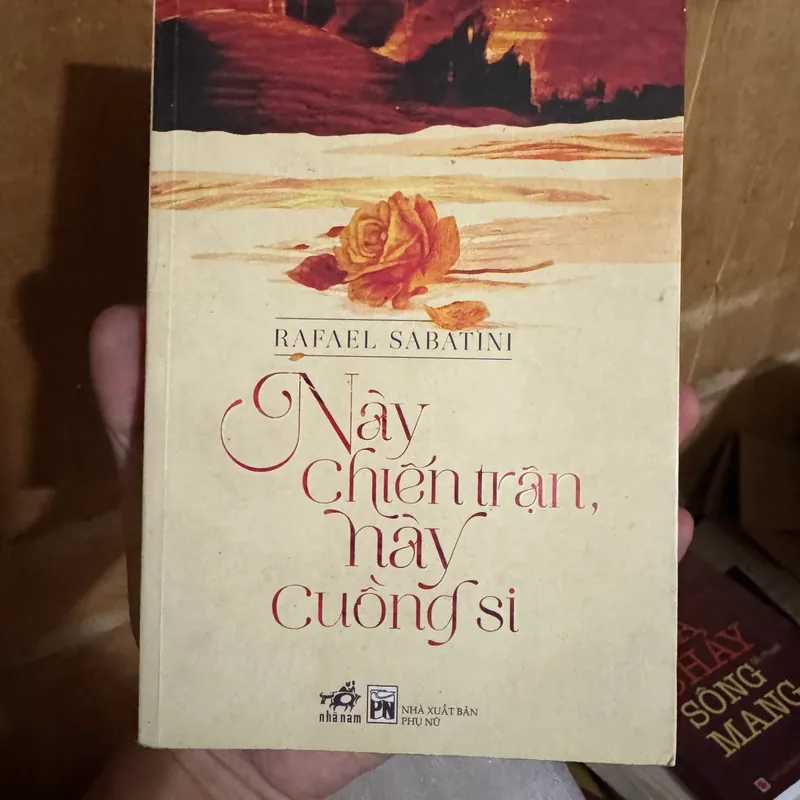 RAFAEL SABATINI
Này
chiến trận,
này
cuồng si
nhã nam
PN
NHÀ XUẤT BẢN
PHỤ NỮ
SÔNG
MANG